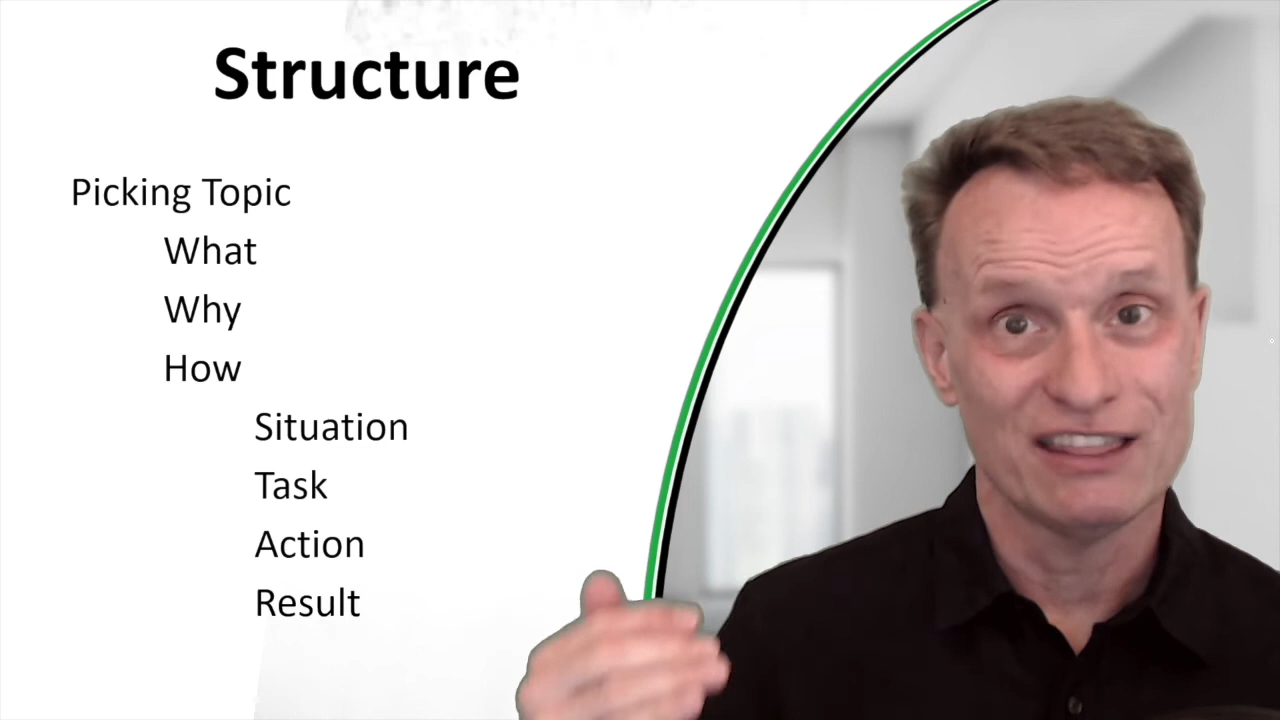 Structure
Picking Topic
What
Why
How
Situation
Task
Action
Result